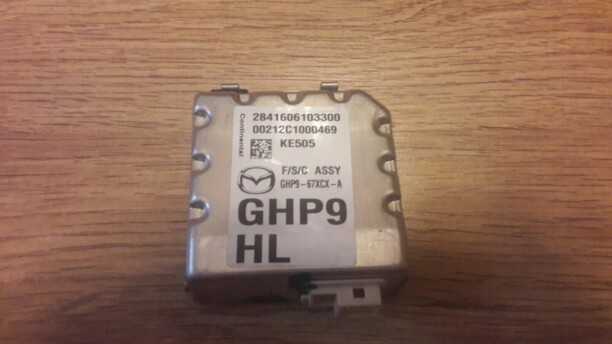 Continental
2841606103300
00212C1000469
KE505
F/S/C ASSY
GHP9-67XCX-A
GHP9
HL